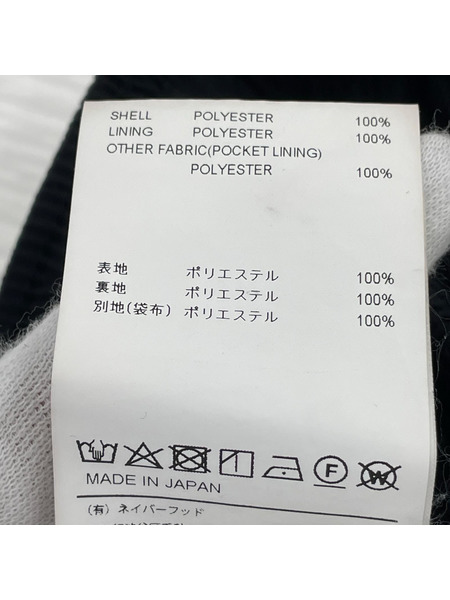 SHELL POLYESTER 100%
LINING POLYESTER 100%
OTHER FABRIC(POCKET LINING)
POLYESTER 100%
表地 ポリエステル 100%
裏地 ポリエステル 100%
別地(袋布) ポリエステル 100%
F W
MADE IN JAPAN
(有) ネイバーフッド